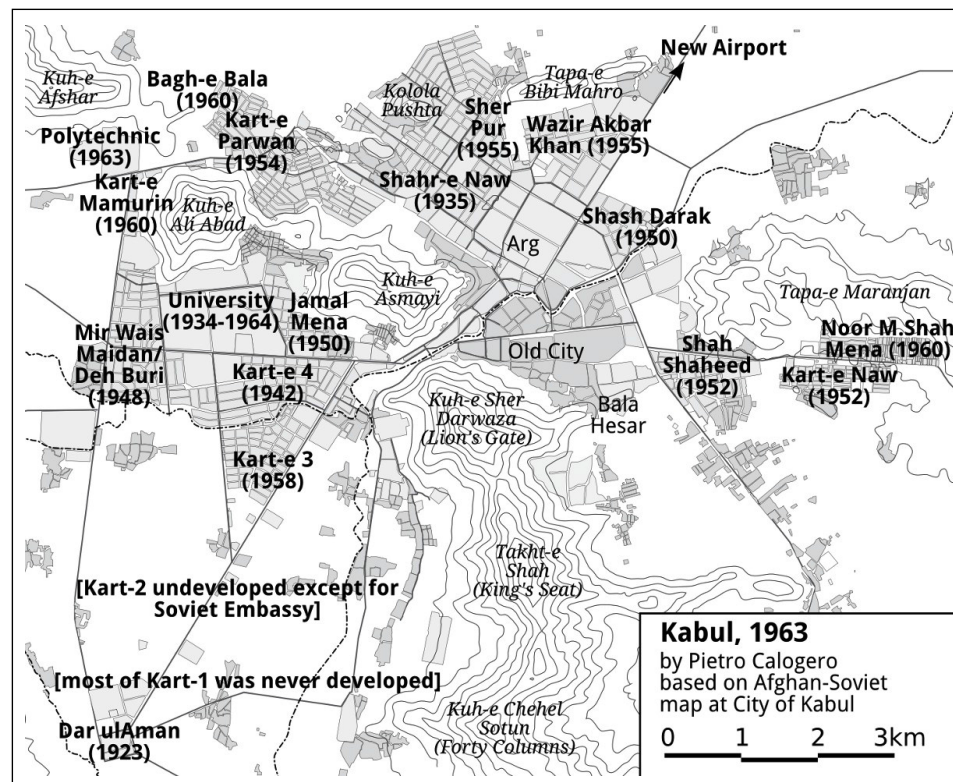 New Airport
Kuh-e
Afshar
Bagh-e Bala
(1960)
Kolola
Pushta
Tapa-e
Bibi Mahro
Sher
Pur
(1955)
Wazir Akbar
Khan (1955)
Polytechnic
(1963)
Kart-e
Parwan
(1954)
Kart-e
Mamurin
(1960)
Kuh-e
Ali Abad
Shahr-e Naw
(1935)
Shash Darak
(1950)
Arg
Kuh-e
Asmayi
Tapa-e Maranjan
University
(1934-1964)
Jamal
Mena
(1950)
Mir Wais
Maidan/
Deh Buri
(1948)
Kart-e 4
(1942)
Old City
Shah
Shaheed
(1952)
Noor M.Shah
Mena (1960)
Kart-e Naw
(1952)
Kuh-e Sher
Darwaza
(Lion's Gate)
Bala
Hesar
Kart-e 3
(1958)
Takht-e
Shah
(King's Seat)
[Kart-2 undeveloped except for
Soviet Embassy]
[most of Kart-1 was never developed]
Dar ulAman
(1923)
Kuh-e Chehel
Sotun
(Forty Columns)
Kabul, 1963
by Pietro Calogero
based on Afghan-Soviet
map at City of Kabul
0 1 2 3km